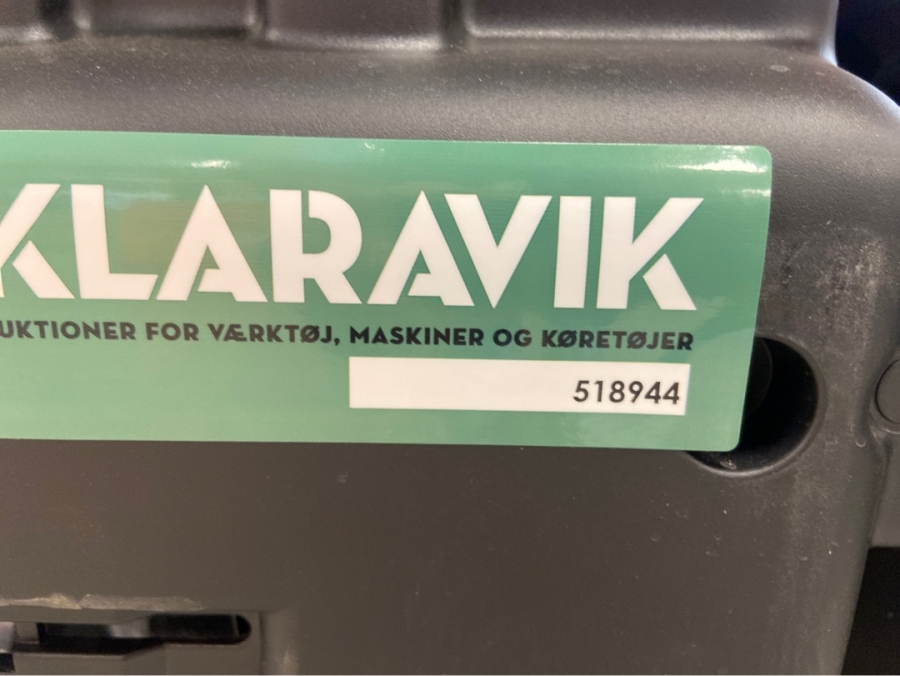 KLARAVIK
UKTIONER FOR VÆRKTØJ, MASKINER OG KØRETØJER
518944